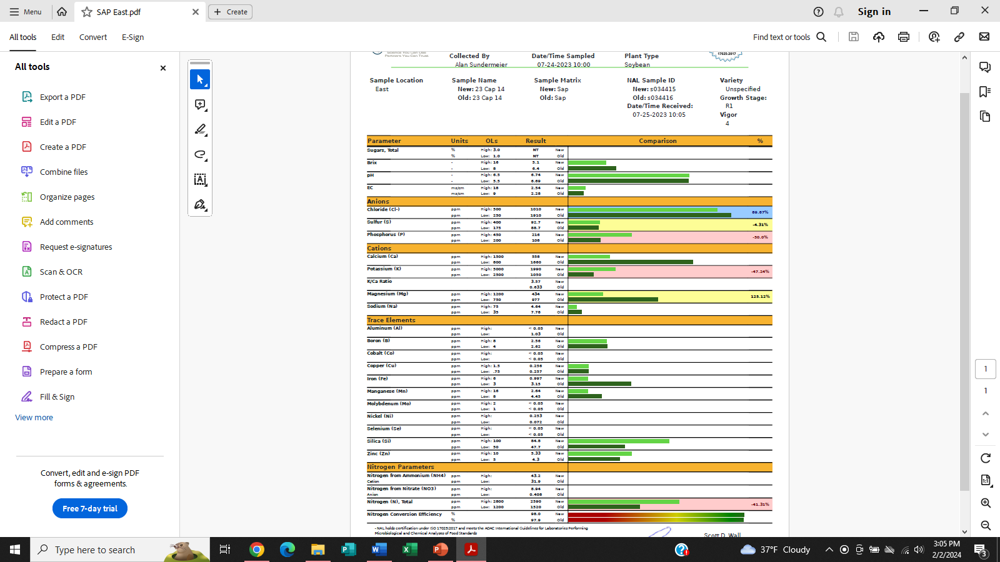 Menu
SAP East.pdf
Create
Sign in
All tools Edit Convert E-Sign
Find text or tools
All tools
Export a PDF
Edit a PDF
Create a PDF
Combine files
Organize pages
Add comments
Request e-signatures
Scan & OCR
Protect a PDF
Redact a PDF
Compress a PDF
Prepare a form
Fill & Sign
View more
Convert, edit and e-sign PDF
forms & agreements.
Free 7-day trial
Partners You Can Trust
17025:2017
Collected By Date/Time Sampled Plant Type
Alan Sundermeier 07-24-2023 10:00 Soybean
Sample Location Sample Name Sample Matrix NAL Sample ID Variety
East New: 23 Cap 14 New: Sap New: s034415 Unspecified
Old: 23 Cap 14 Old: Sap Old: s034416 Growth Stage:
Date/Time Received: R1
07-25-2023 10:05 Vigor
4
Parameter Units OLs Result Comparison %
Sugars, Total % High: 3.0 NT New
% Low: 1.0 NT Old
Brix - High: 16 5.1 New
- Low: 8 6.4 Old
pH - High: 6.5 6.74 New
- Low: 5.5 6.69 Old
EC ms/cm High: 18 2.54 New
ms/cm Low: 9 2.28 Old
Anions
Chloride (Cl-) ppm High: 500 1010 New 89.87%
ppm Low: 250 1910 Old
Sulfur (S) ppm High: 400 92.7 New -4.31%
ppm Low: 175 88.7 Old
Phosphorus (P) ppm High: 450 216 New -50.0%
ppm Low: 200 108 Old
Cations
Calcium (Ca) ppm High: 1500 558 New
ppm Low: 800 1660 Old
Potassium (K) ppm High: 5000 1990 New -47.24%
ppm Low: 2500 1050 Old
K/Ca Ratio 3.57 New
0.633 Old
Magnesium (Mg) ppm High: 1200 434 New 125.12%
ppm Low: 750 977 Old
Sodium (Na) ppm High: 75 4.64 New
ppm Low: 35 7.78 Old
Trace Elements
Aluminum (Al) ppm High: < 0.05 New
ppm Low: 1.03 Old
Boron (B) ppm High: 8 2.56 New
ppm Low: 4 2.62 Old
Cobalt (Co) ppm High: < 0.05 New
ppm Low: < 0.05 Old
Copper (Cu) ppm High: 1.5 0.256 New
ppm Low: .75 0.257 Old
Iron (Fe) ppm High: 6 0.997 New
ppm Low: 3 3.15 Old
Manganese (Mn) ppm High: 16 2.64 New
ppm Low: 8 4.45 Old
Molybdenum (Mo) ppm High: 2 < 0.05 New
ppm Low: 1 < 0.05 Old
Nickel (Ni) ppm High: 0.253 New
ppm Low: 0.072 Old
Selenium (Se) ppm High: < 0.05 New
ppm Low: < 0.05 Old
Silica (Si) ppm High: 100 84.8 New
ppm Low: 50 47.7 Old
Zinc (Zn) ppm High: 10 5.33 New
ppm Low: 5 4.3 Old
Nitrogen Parameters
Nitrogen from Ammonium (NH4) ppm High: 43.2 New
Cation ppm Low: 31.9 Old
Nitrogen from Nitrate (NO3) ppm High: 8.94 New
Anion ppm Low: 0.408 Old
Nitrogen (N), Total ppm High: 2800 2590 New -41.31%
ppm Low: 1200 1520 Old
Nitrogen Conversion Efficiency % 98.0 New
% 97.9 Old
- NAL holds certification under ISO 17025:2017 and meets the AOAC International Guidelines for Laboratories Performing
Microbiological and Chemical Analyses of Food Standards
Scott D. Wall
1
1
Type here to search
37°F Cloudy
3:05 PM
2/2/2024
3